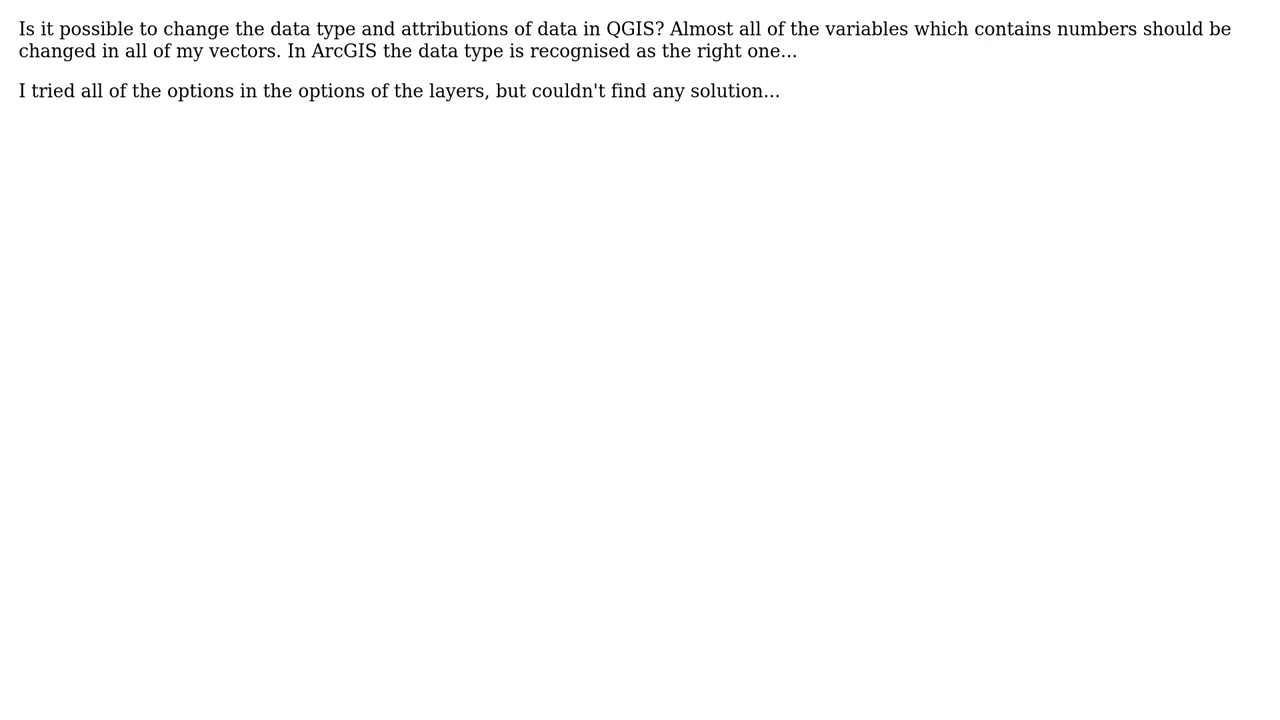 Is it possible to change the data type and attributions of data in QGIS? Almost all of the variables which contains numbers should be
changed in all of my vectors. In ArcGIS the data type is recognised as the right one...
I tried all of the options in the options of the layers, but couldn't find any solution...